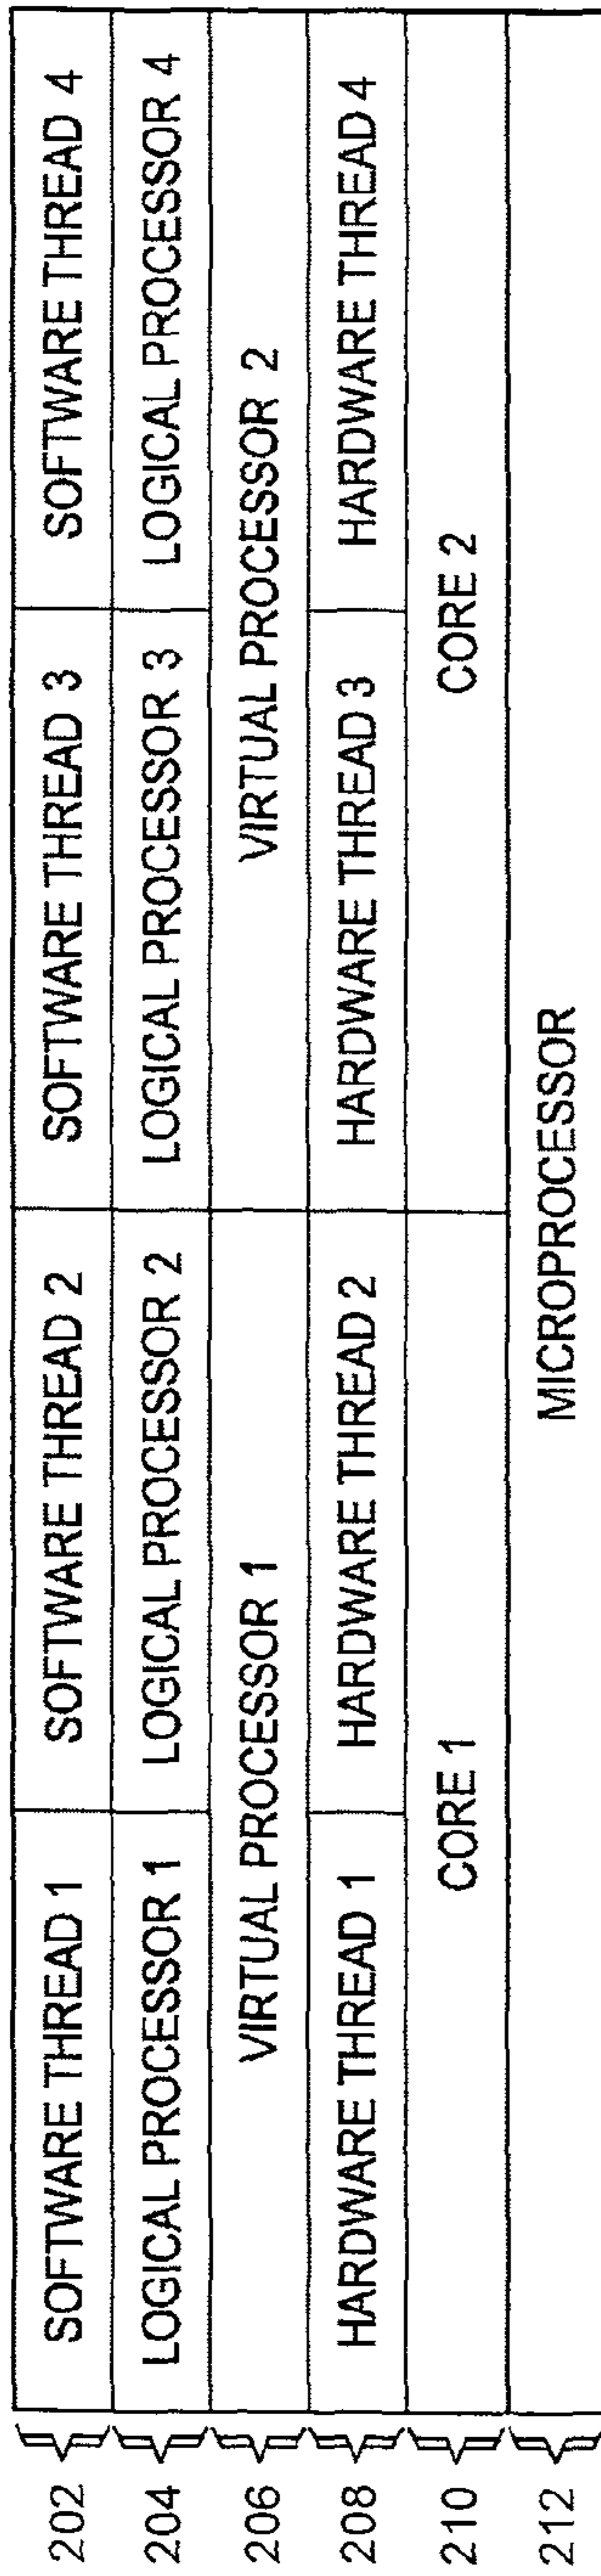 202 SOFTWARE THREAD 1 SOFTWARE THREAD 2 SOFTWARE THREAD 3 SOFTWARE THREAD 4
204 LOGICAL PROCESSOR 1 LOGICAL PROCESSOR 2 LOGICAL PROCESSOR 3 LOGICAL PROCESSOR 4
206 VIRTUAL PROCESSOR 1 VIRTUAL PROCESSOR 2
208 HARDWARE THREAD 1 HARDWARE THREAD 2 HARDWARE THREAD 3 HARDWARE THREAD 4
210 CORE 1 CORE 2
212 MICROPROCESSOR